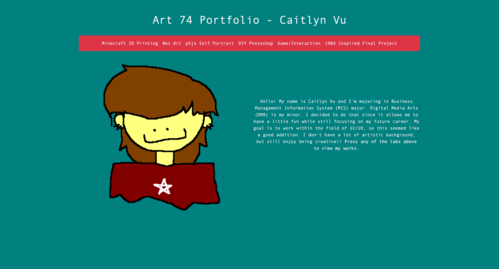 Art 74 Portfolio - Caitlyn Vu
Minecraft 3D Printing Net Art p5js Self Portrait DIY Photoshop Game/Interaction 1984 Inspired Final Project
Hello! My name is Caitlyn Vu and I'm majoring in Business
Management Information System (MIS) major. Digital Media Arts
(DMA) is my minor. I decided to do that since it allows me to
have a little fun while still focusing on my future career. My
goal is to work within the field of UI/UX, so this seemed like
a good addition. I don't have a lot of artistic background,
but still enjoy being creative!! Press any of the tabs above
to view my works.